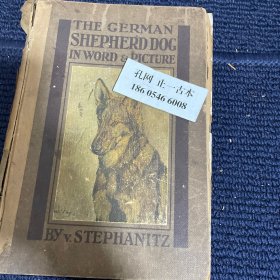 THE GERMAN
SHEPHERD DOG
IN WORD & PICTURE
孔网 正一古本
186 0546 6008
BY v. STEPHANITZ